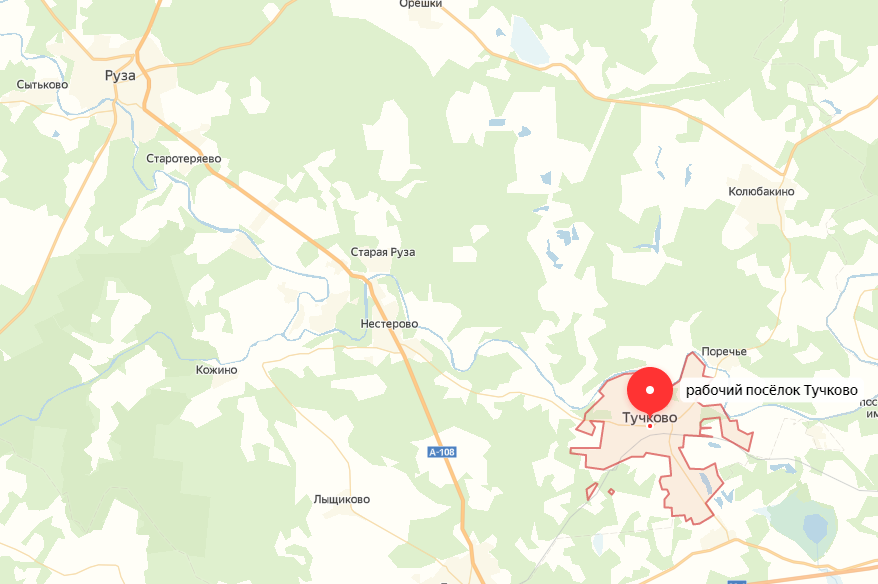 Орешки
Руза
Сытьково
Старотеряево
Колюбакино
Старая Руза
Нестерово
Поречье
Кожино
рабочий посёлок Тучково
Тучково
А-108
Лыщиково